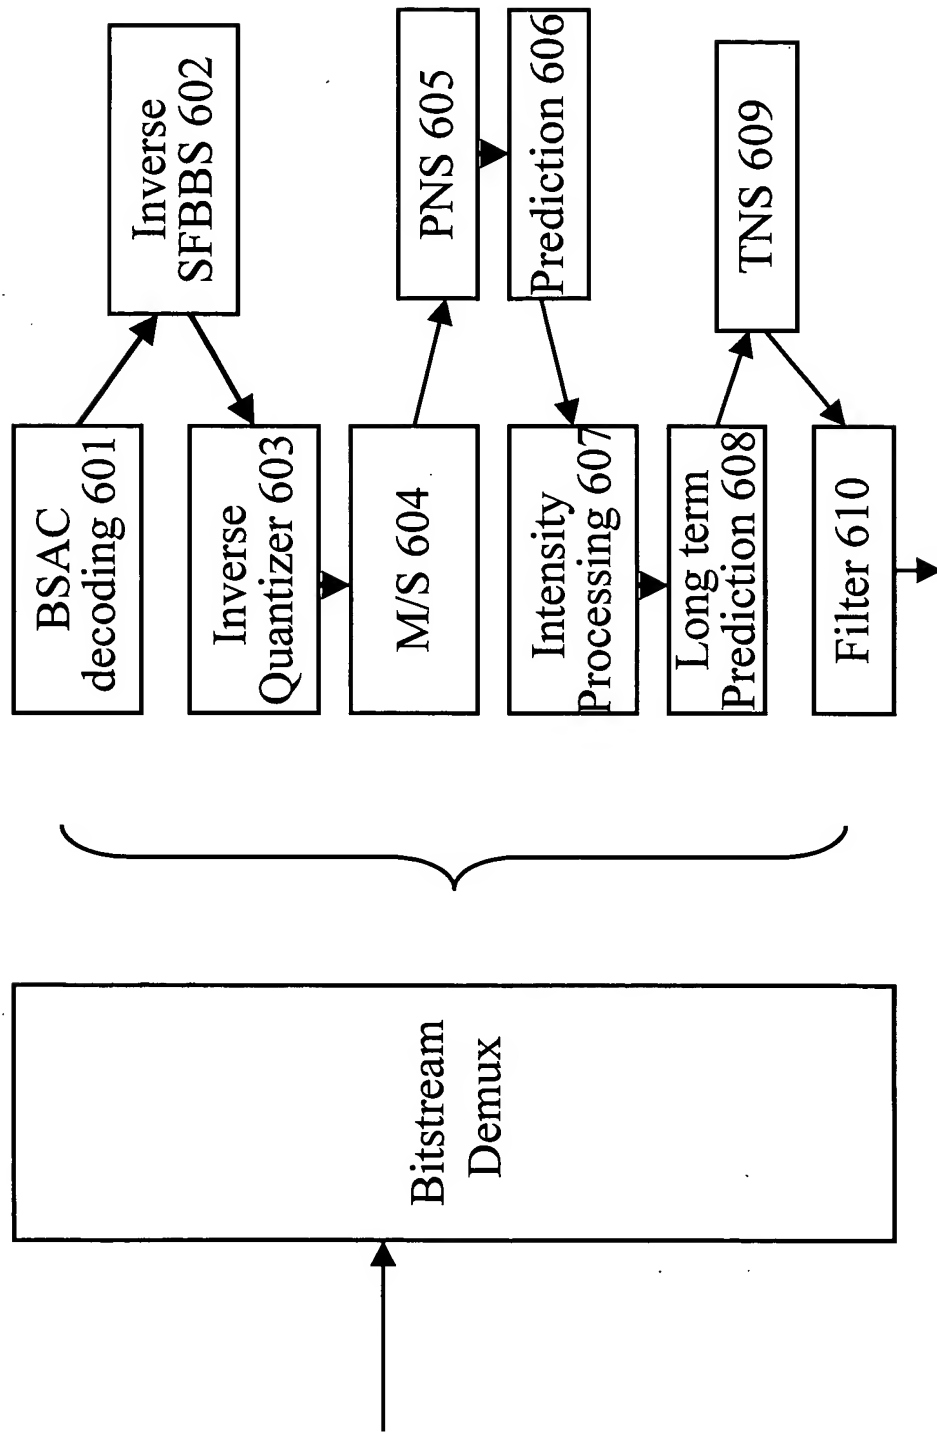 Bitstream
Demux
BSAC
decoding 601
Inverse
SFBBS 602
Inverse
Quantizer 603
M/S 604
PNS 605
Prediction 606
Intensity
Processing 607
Long term
Prediction 608
TNS 609
Filter 610